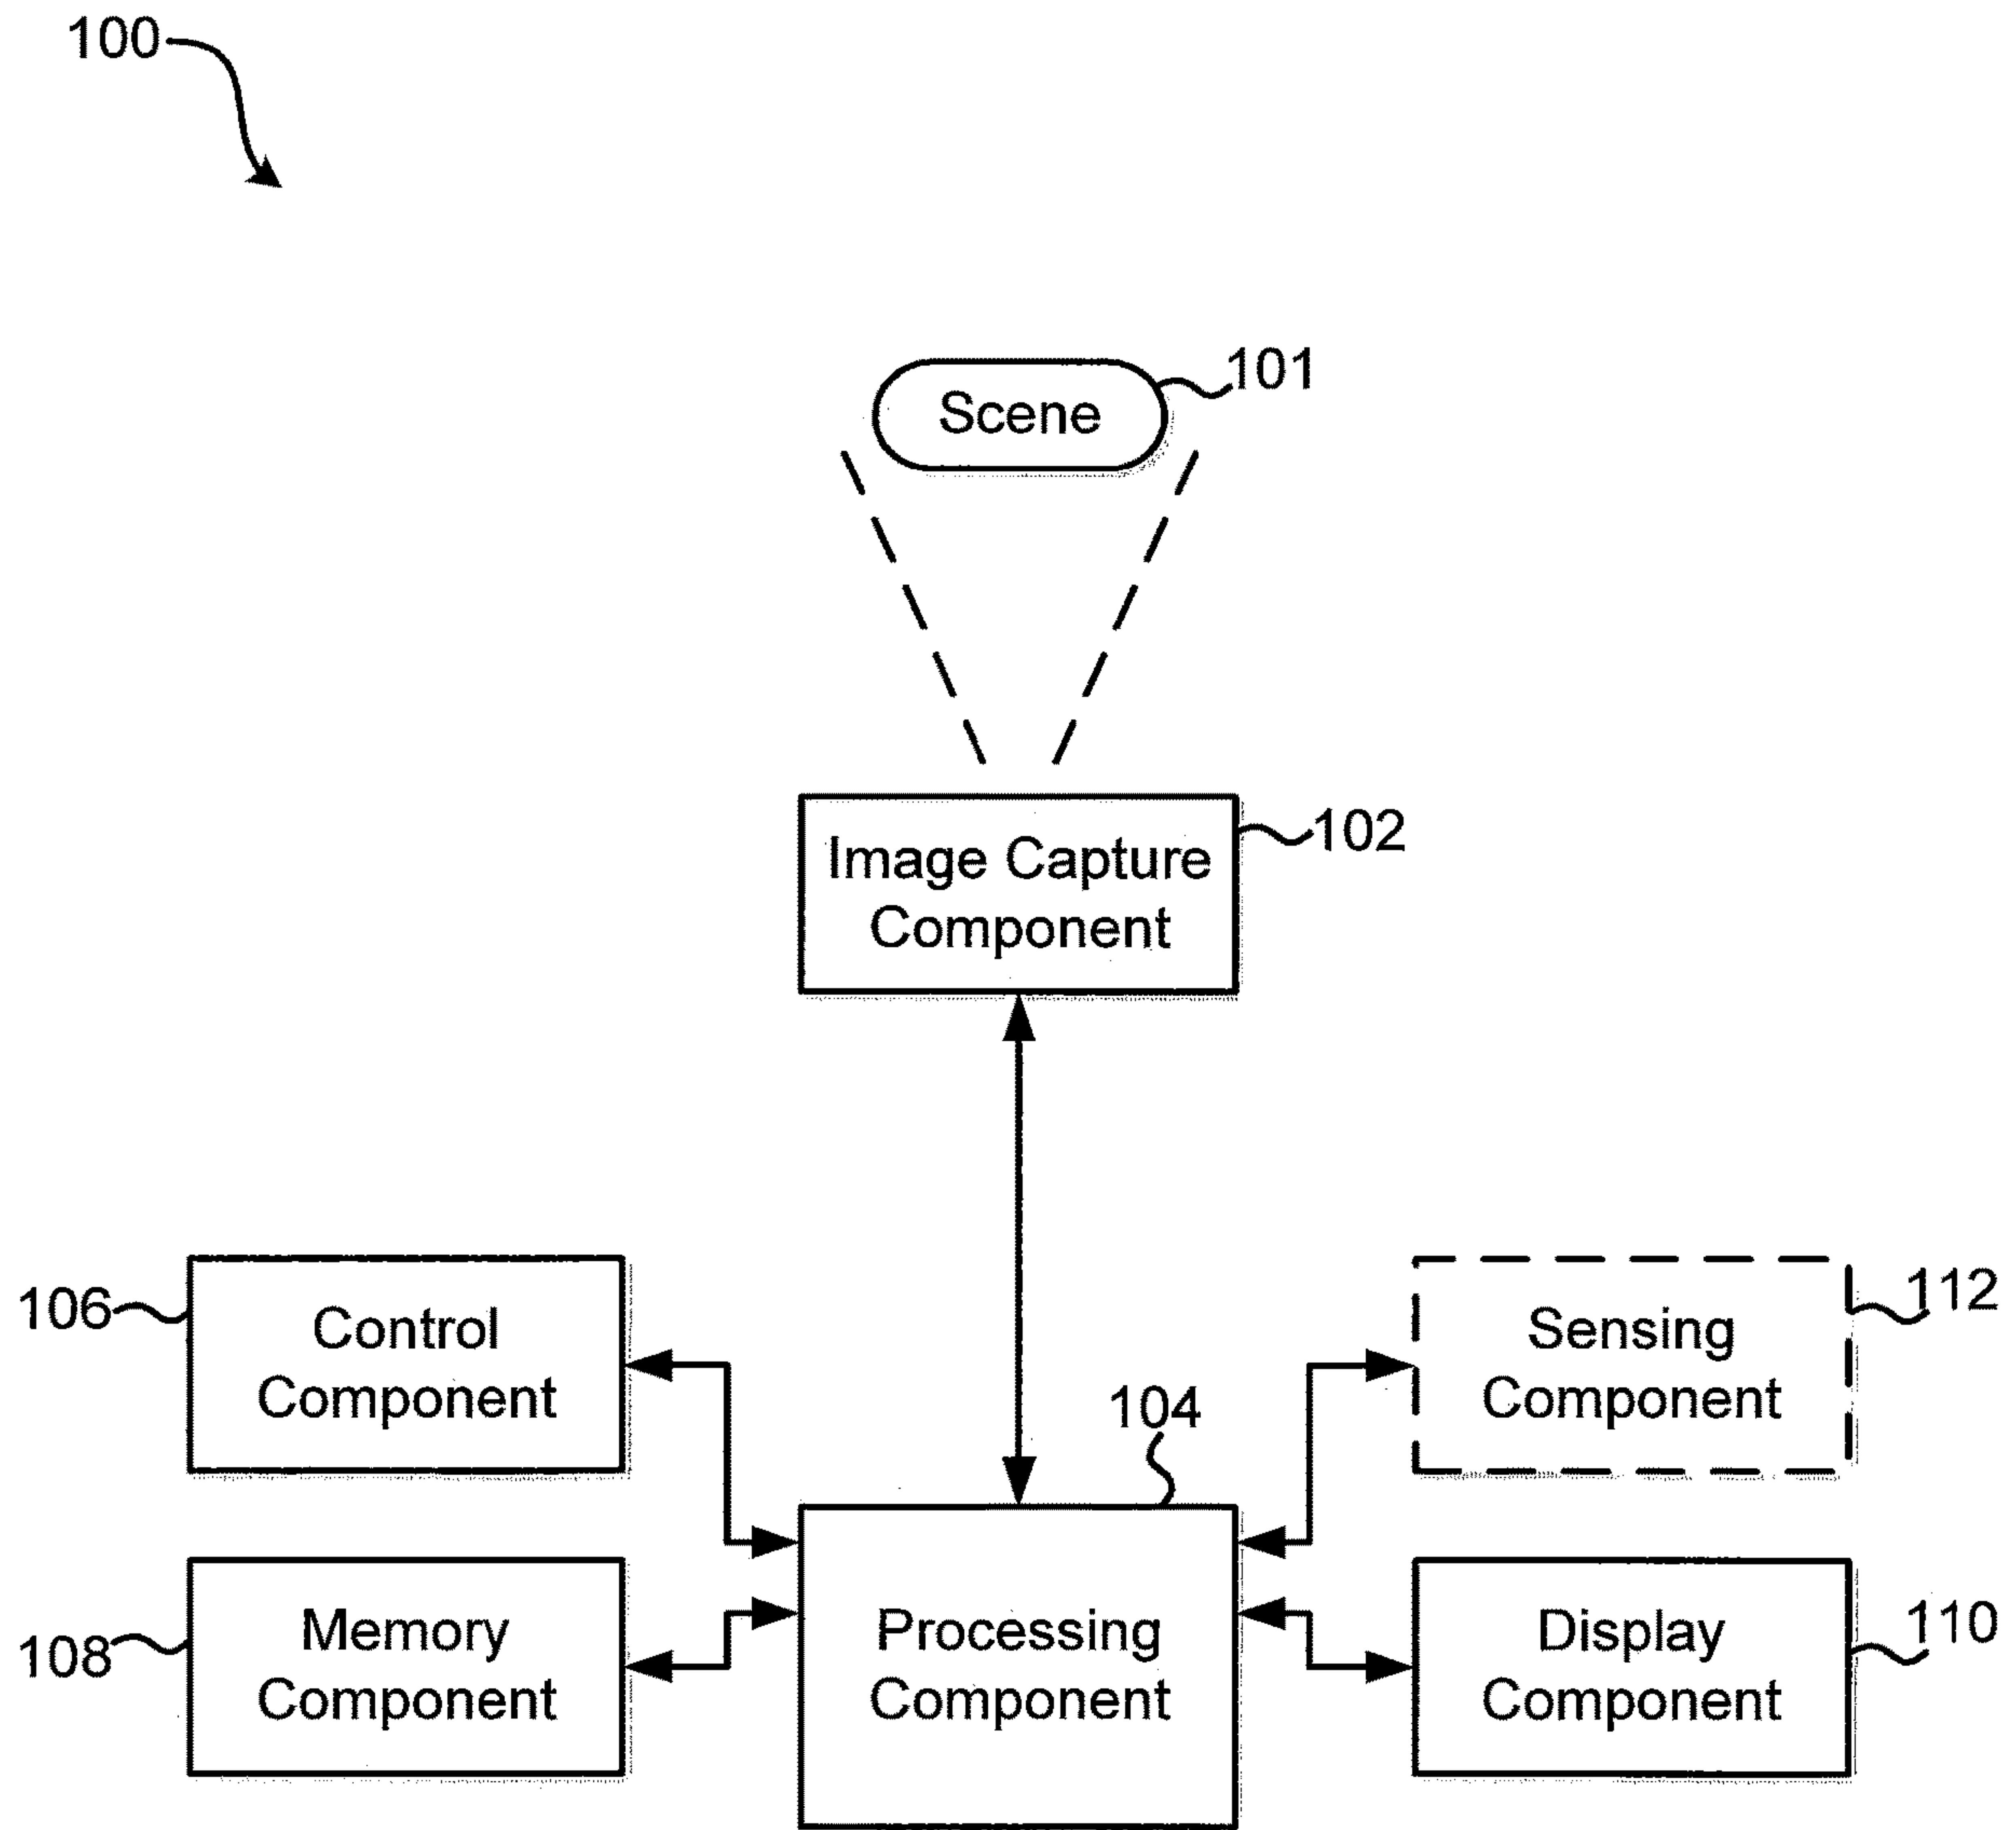 100
101
Scene
102
Image Capture
Component
106
Control
Component
112
Sensing
Component
104
108
Memory
Component
Processing
Component
110
Display
Component